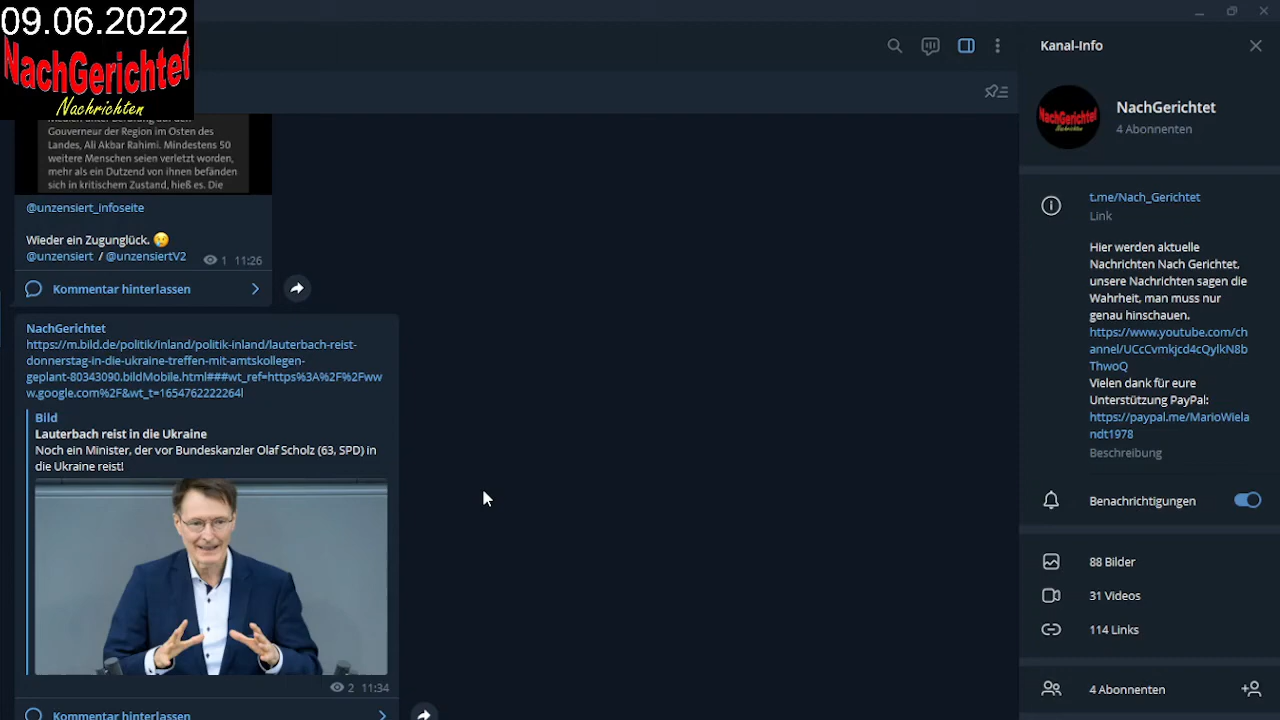 09.06.2022
NachGerichtet
Nachrichten
Gouverneur der Region im Osten des
Landes, Ali Akbar Rahimi. Mindestens 50
weitere Menschen seien verletzt worden,
mehr als ein Dutzend von ihnen befänden
sich in kritischem Zustand, hieß es. Die
@unzensiert_infoseite
Wieder ein Zugunglück. 😢
@unzensiert / @unzensiertV2
1 11:26
Kommentar hinterlassen
NachGerichtet
https://m.bild.de/politik/inland/politik-inland/lauterbach-reist-
donnerstag-in-die-ukraine-treffen-mit-amtskollegen-
geplant-80343090.bildMobile.html###wt_ref=https%3A%2F%2Fww
w.google.com%2F&wt_t=1654762222264l
Bild
Lauterbach reist in die Ukraine
Noch ein Minister, der vor Bundeskanzler Olaf Scholz (63, SPD) in
die Ukraine reist!
2 11:34
Kommentar hinterlassen
Kanal-Info
NachGerichtet
NachGerichtet
Nachrichten
4 Abonnenten
t.me/Nach_Gerichtet
Link
Hier werden aktuelle
Nachrichten Nach Gerichtet,
unsere Nachrichten sagen die
Wahrheit, man muss nur
genau hinschauen.
https://www.youtube.com/ch
annel/UCcCvmkjcd4cQylkN8b
ThwoQ
Vielen dank für eure
Unterstützung PayPal:
https://paypal.me/MarioWiela
ndt1978
Beschreibung
Benachrichtigungen
88 Bilder
31 Videos
114 Links
4 Abonnenten